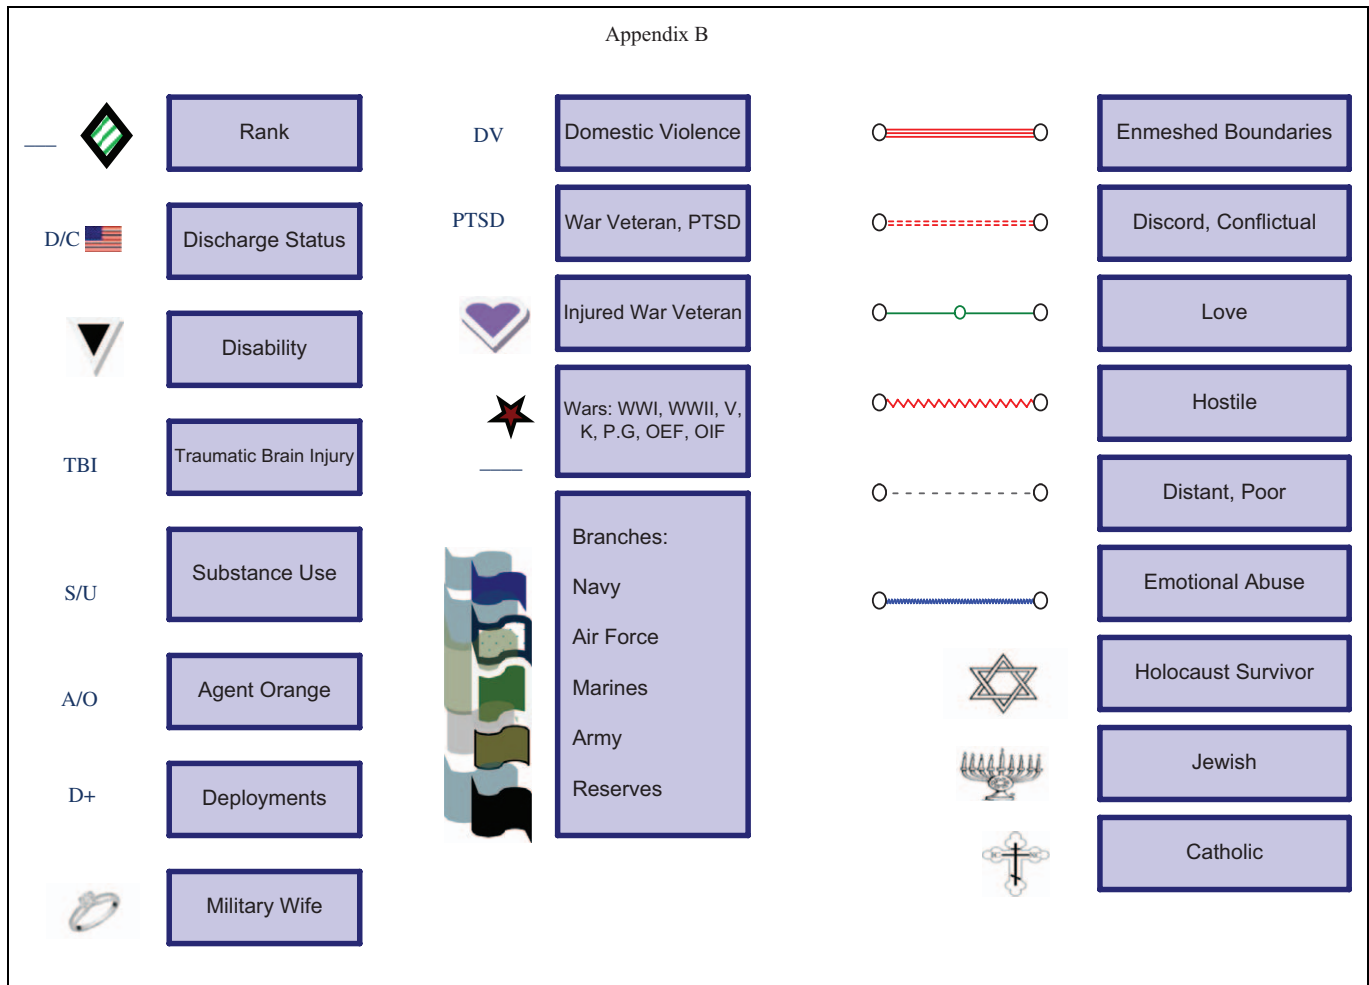 Appendix B
Rank
D/C
Discharge Status
Disability
TBI
Traumatic Brain Injury
S/U
Substance Use
A/O
Agent Orange
D+
Deployments
Military Wife
DV
Domestic Violence
PTSD
War Veteran, PTSD
Injured War Veteran
Wars: WWI, WWII, V,
K, P.G, OEF, OIF
Branches:
Navy
Air Force
Marines
Army
Reserves
Enmeshed Boundaries
Discord, Conflictual
Love
Hostile
Distant, Poor
Emotional Abuse
Holocaust Survivor
Jewish
Catholic